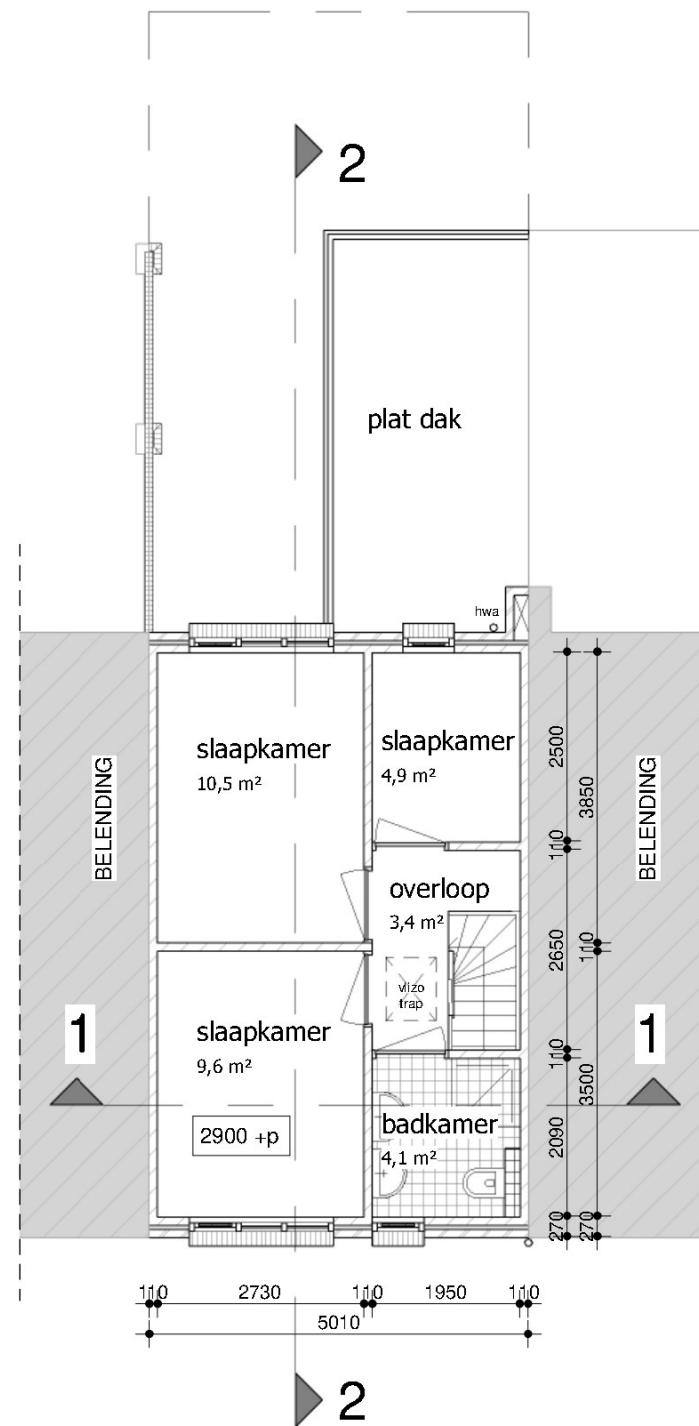 2
plat dak
hwa
slaapkamer
10,5 m²
slaapkamer
4,9 m²
BELENDING
BELENDING
2500
3850
110
overloop
3,4 m²
vlizo
trap
2650
110
1
1
slaapkamer
9,6 m²
2900 +p
badkamer
4,1 m²
110
3500
2090
270
270
110
2730
110
1950
110
5010
2